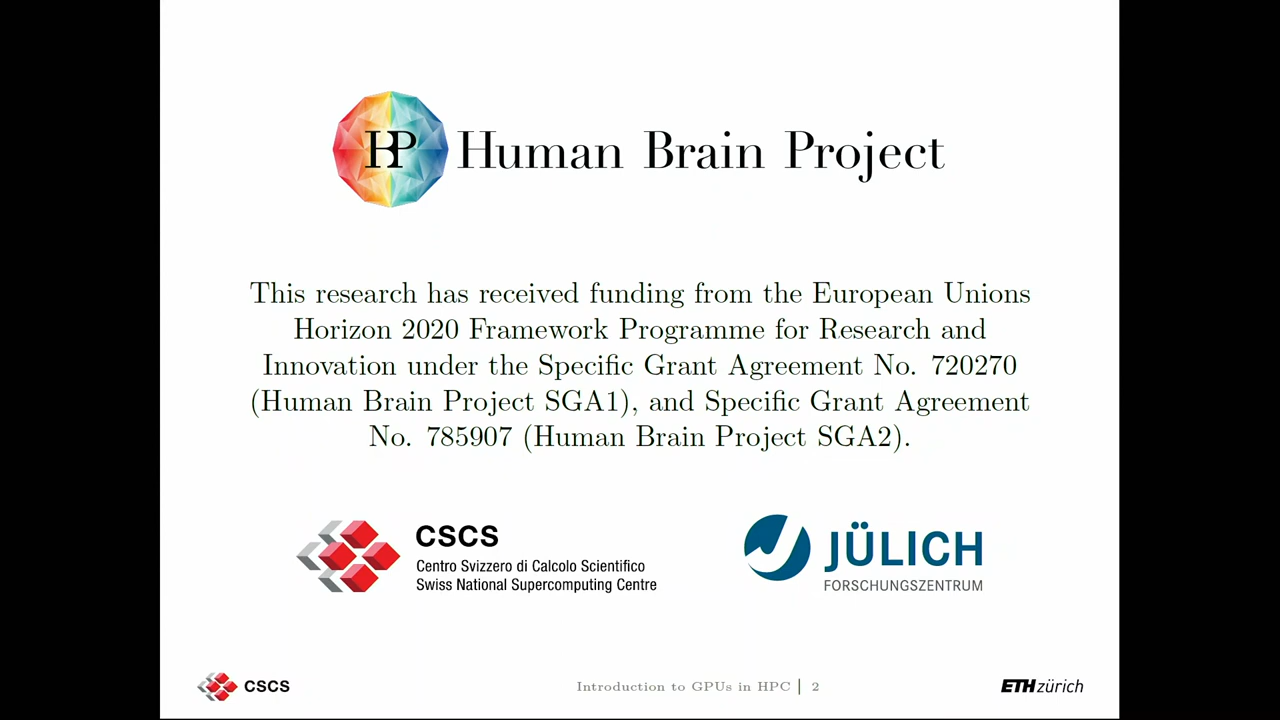 HBP Human Brain Project
This research has received funding from the European Unions
Horizon 2020 Framework Programme for Research and
Innovation under the Specific Grant Agreement No. 720270
(Human Brain Project SGA1), and Specific Grant Agreement
No. 785907 (Human Brain Project SGA2).
CSCS
Centro Svizzero di Calcolo Scientifico
Swiss National Supercomputing Centre
JÜLICH
FORSCHUNGSZENTRUM
CSCS
Introduction to GPUs in HPC | 2
ETH zürich